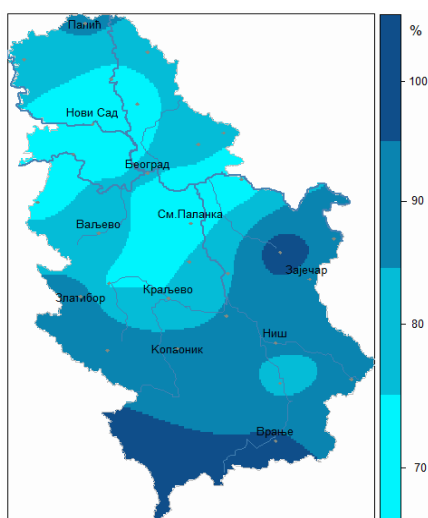 Палић
%
100
Нови Сад
Београд
90
См.Паланка
Ваљево
Зајечар
Златибор
Краљево
80
Ниш
Копаоник
Врање
70